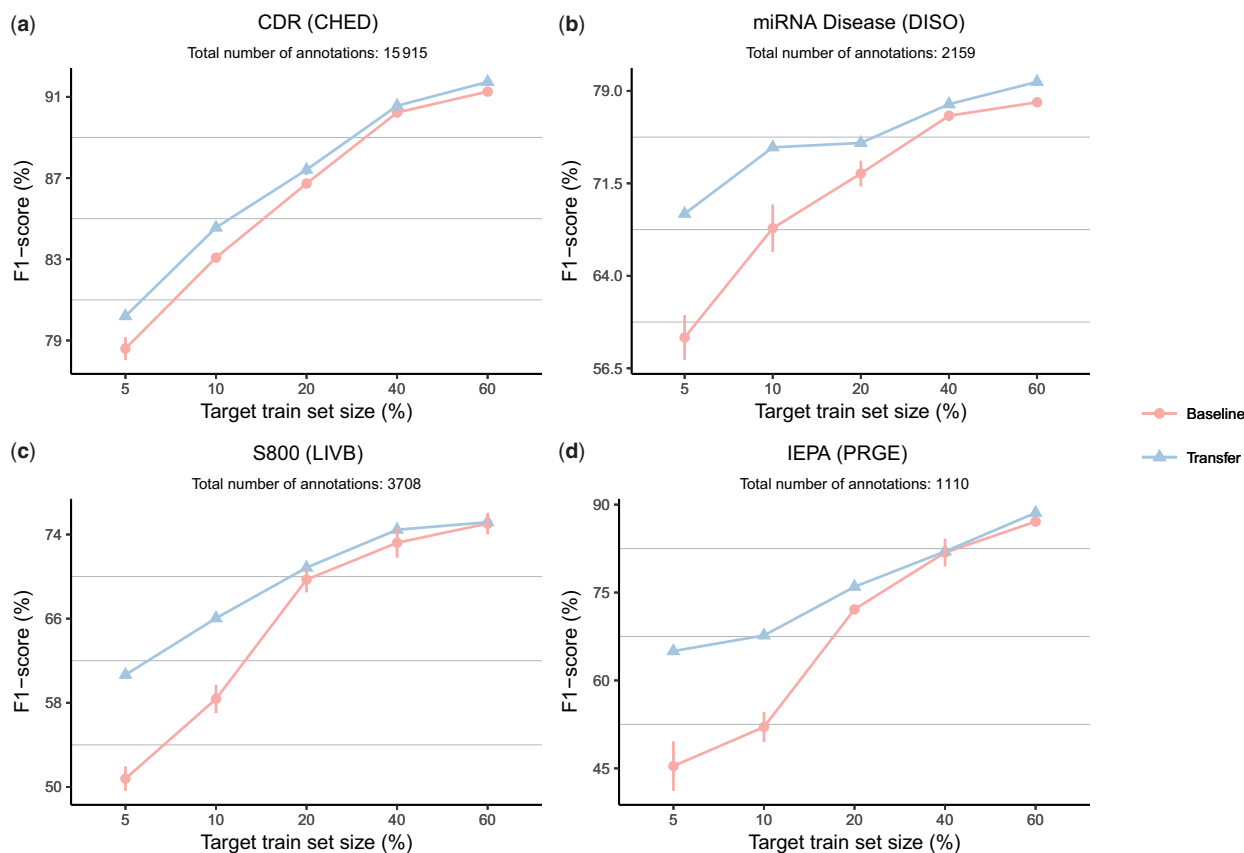 (a)
CDR (CHED)
Total number of annotations: 15 915
F1−score (%)
91
87
83
79
5
10
20
40
60
Target train set size (%)
(b)
miRNA Disease (DISO)
Total number of annotations: 2159
F1−score (%)
79.0
71.5
64.0
56.5
5
10
20
40
60
Target train set size (%)
Baseline
Transfer
(c)
S800 (LIVB)
Total number of annotations: 3708
F1−score (%)
74
66
58
50
5
10
20
40
60
Target train set size (%)
(d)
IEPA (PRGE)
Total number of annotations: 1110
F1−score (%)
90
75
60
45
5
10
20
40
60
Target train set size (%)